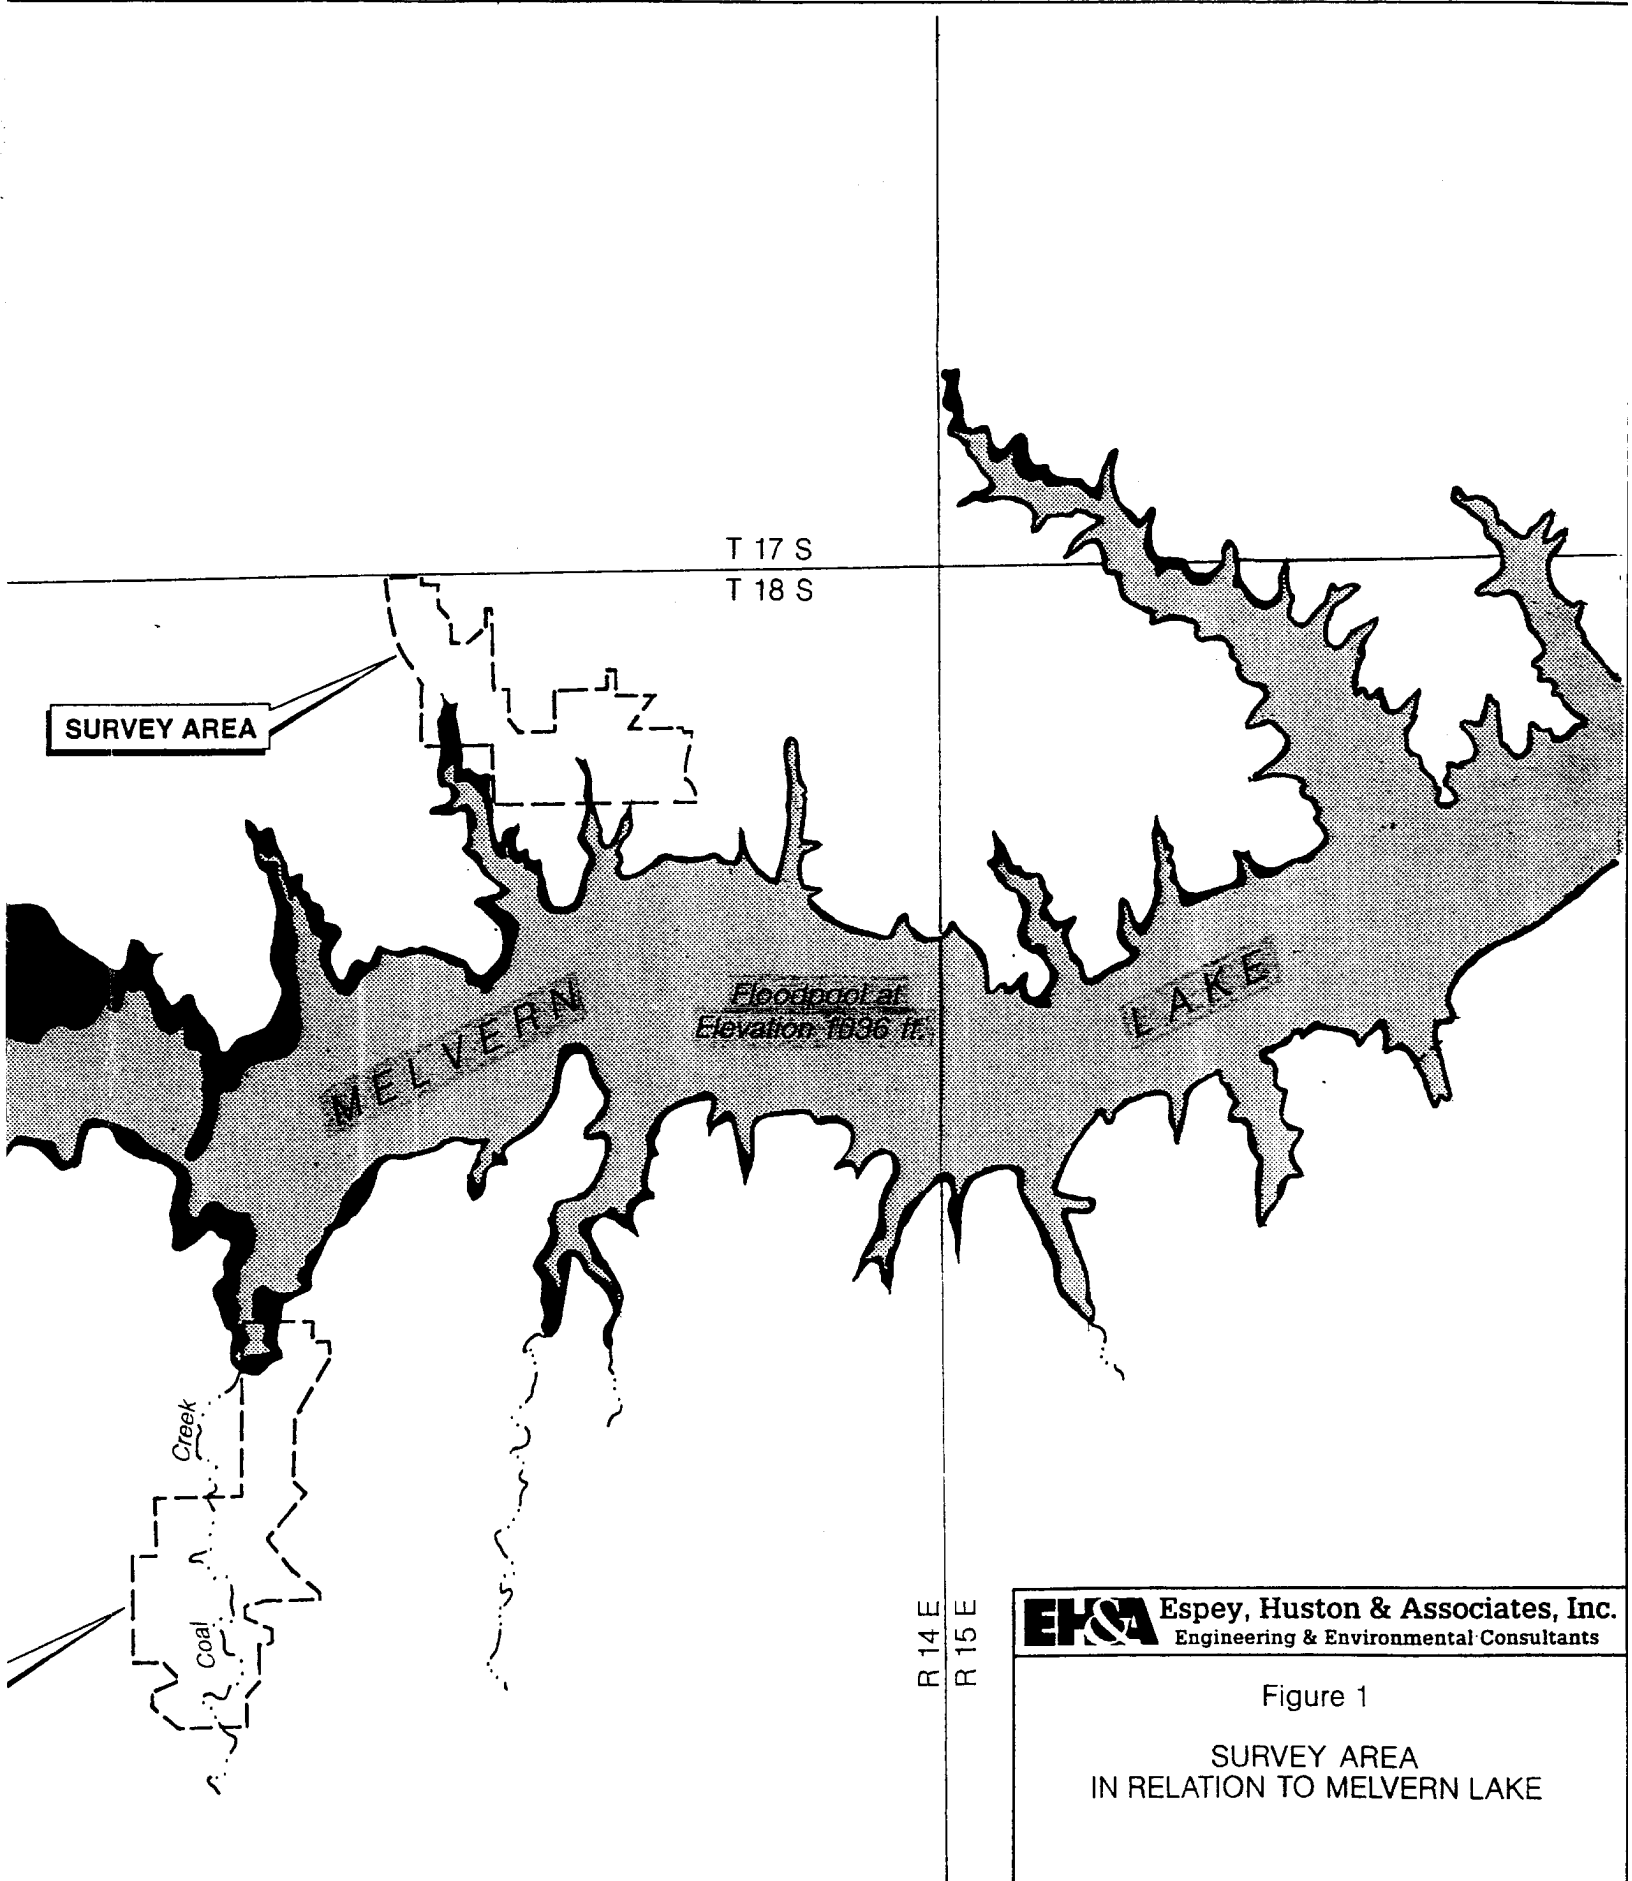 T 17 S
T 18 S
SURVEY AREA
MELVERN
Floodpool at
Elevation 1036 ft.
LAKE
Creek
Coal
R 14 E
R 15 E
EH&A Espey, Huston & Associates, Inc.
Engineering & Environmental Consultants
Figure 1
SURVEY AREA
IN RELATION TO MELVERN LAKE